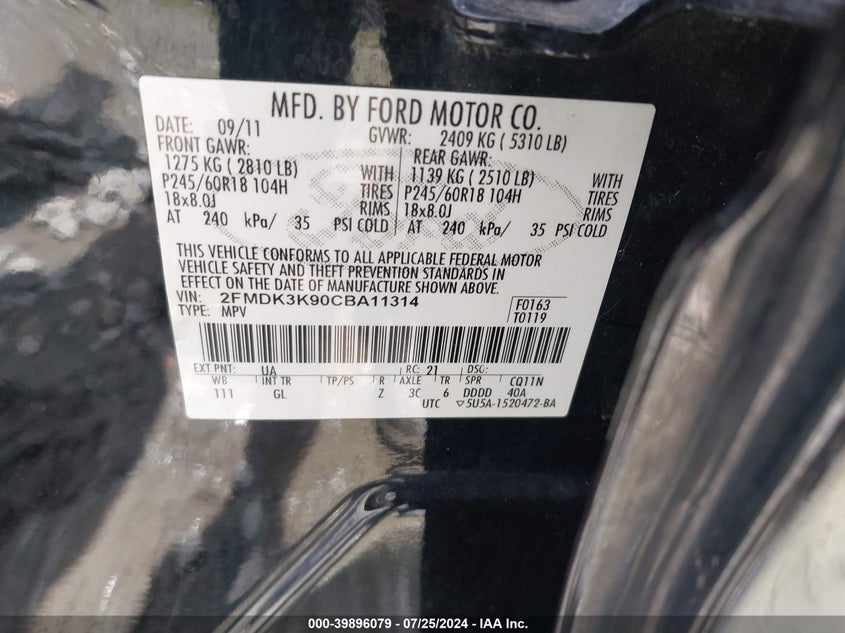 MFD. BY FORD MOTOR CO.
DATE: 09/11 GVWR: 2409 KG ( 5310 LB)
FRONT GAWR: REAR GAWR:
1275 KG ( 2810 LB) WITH 1139 KG ( 2510 LB) WITH
P245/60R18 104H TIRES P245/60R18 104H TIRES
18x8.0J RIMS 18x8.0J RIMS
AT 240 kPa/ 35 PSI COLD AT 240 kPa/ 35 PSI COLD
THIS VEHICLE CONFORMS TO ALL APPLICABLE FEDERAL MOTOR
VEHICLE SAFETY AND THEFT PREVENTION STANDARDS IN
EFFECT ON THE DATE OF MANUFACTURE SHOWN ABOVE.
VIN: 2FMDK3K90CBA11314 F0163
TYPE: MPV T0119
EXT PNT: UA RC: 21 DSO:
WB INT TR TP/PS R AXLE TR SPR CQ11N
111 GL Z 3C 6 DDDD 40A
UTC ▽5U5A-1520472-BA
000-39896079 - 07/25/2024 - IAA Inc.